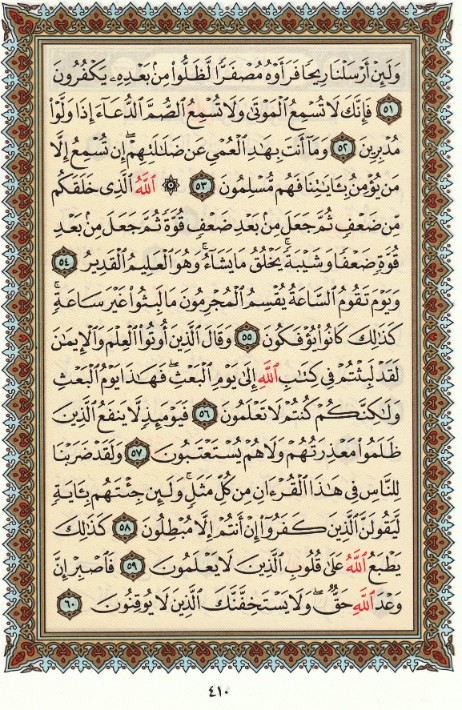 وَلَئِنْ أَرْسَلْنَا رِيحًا فَرَأَوْهُ مُصْفَرًّا لَّظَلُّوا۟ مِنۢ بَعْدِهِۦ يَكْفُرُونَ
٥١ فَإِنَّكَ لَا تُسْمِعُ ٱلْمَوْتَىٰ وَلَا تُسْمِعُ ٱلصُّمَّ ٱلدُّعَآءَ إِذَا وَلَّوْا۟
مُدْبِرِينَ ٥٢ وَمَآ أَنتَ بِهَٰدِ ٱلْعُمْىِ عَن ضَلَٰلَتِهِمْ ۖ إِن تُسْمِعُ إِلَّا
مَن يُؤْمِنُ بِـَٔايَٰتِنَا فَهُم مُّسْلِمُونَ ٥٣ ۞ ٱللَّهُ ٱلَّذِى خَلَقَكُم
مِّن ضَعْفٍ ثُمَّ جَعَلَ مِنۢ بَعْدِ ضَعْفٍ قُوَّةً ثُمَّ جَعَلَ مِنۢ بَعْدِ
قُوَّةٍ ضَعْفًا وَشَيْبَةً ۚ يَخْلُقُ مَا يَشَآءُ ۖ وَهُوَ ٱلْعَلِيمُ ٱلْقَدِيرُ ٥٤
وَيَوْمَ تَقُومُ ٱلسَّاعَةُ يُقْسِمُ ٱلْمُجْرِمُونَ مَا لَبِثُوا۟ غَيْرَ سَاعَةٍ ۚ
كَذَٰلِكَ كَانُوا۟ يُؤْفَكُونَ ٥٥ وَقَالَ ٱلَّذِينَ أُوتُوا۟ ٱلْعِلْمَ وَٱلْإِيمَٰنَ
لَقَدْ لَبِثْتُمْ فِى كِتَٰبِ ٱللَّهِ إِلَىٰ يَوْمِ ٱلْبَعْثِ ۖ فَهَٰذَا يَوْمُ ٱلْبَعْثِ
وَلَٰكِنَّكُمْ كُنتُمْ لَا تَعْلَمُونَ ٥٦ فَيَوْمَئِذٍ لَّا يَنفَعُ ٱلَّذِينَ
ظَلَمُوا۟ مَعْذِرَتُهُمْ وَلَا هُمْ يُسْتَعْتَبُونَ ٥٧ وَلَقَدْ ضَرَبْنَا
لِلنَّاسِ فِى هَٰذَا ٱلْقُرْءَانِ مِن كُلِّ مَثَلٍ ۚ وَلَئِن جِئْتَهُم بِـَٔايَةٍ
لَّيَقُولَنَّ ٱلَّذِينَ كَفَرُوٓا۟ إِنْ أَنتُمْ إِلَّا مُبْطِلُونَ ٥٨ كَذَٰلِكَ
يَطْبَعُ ٱللَّهُ عَلَىٰ قُلُوبِ ٱلَّذِينَ لَا يَعْلَمُونَ ٥٩ فَٱصْبِرْ إِنَّ
وَعْدَ ٱللَّهِ حَقٌّ ۖ وَلَا يَسْتَخِفَّنَّكَ ٱلَّذِينَ لَا يُوقِنُونَ ٦٠
٤١٠